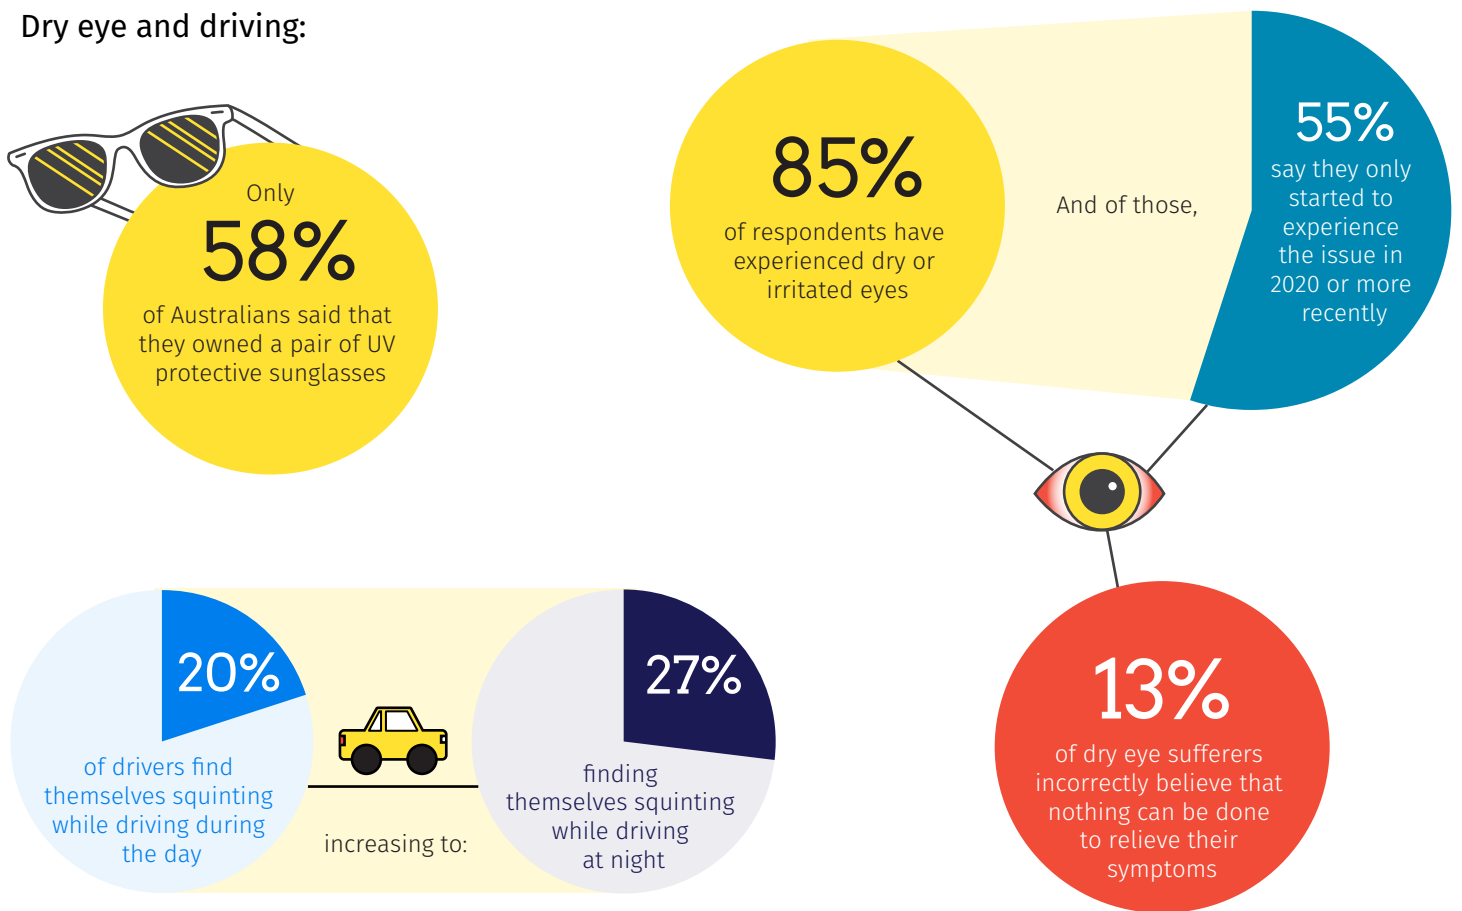 Dry eye and driving:
Only
58%
of Australians said that
they owned a pair of UV
protective sunglasses
85%
of respondents have
experienced dry or
irritated eyes
And of those,
55%
say they only
started to
experience
the issue in
2020 or more
recently
20%
of drivers find
themselves squinting
while driving during
the day
increasing to:
27%
finding
themselves squinting
while driving
at night
13%
of dry eye sufferers
incorrectly believe that
nothing can be done
to relieve their
symptoms